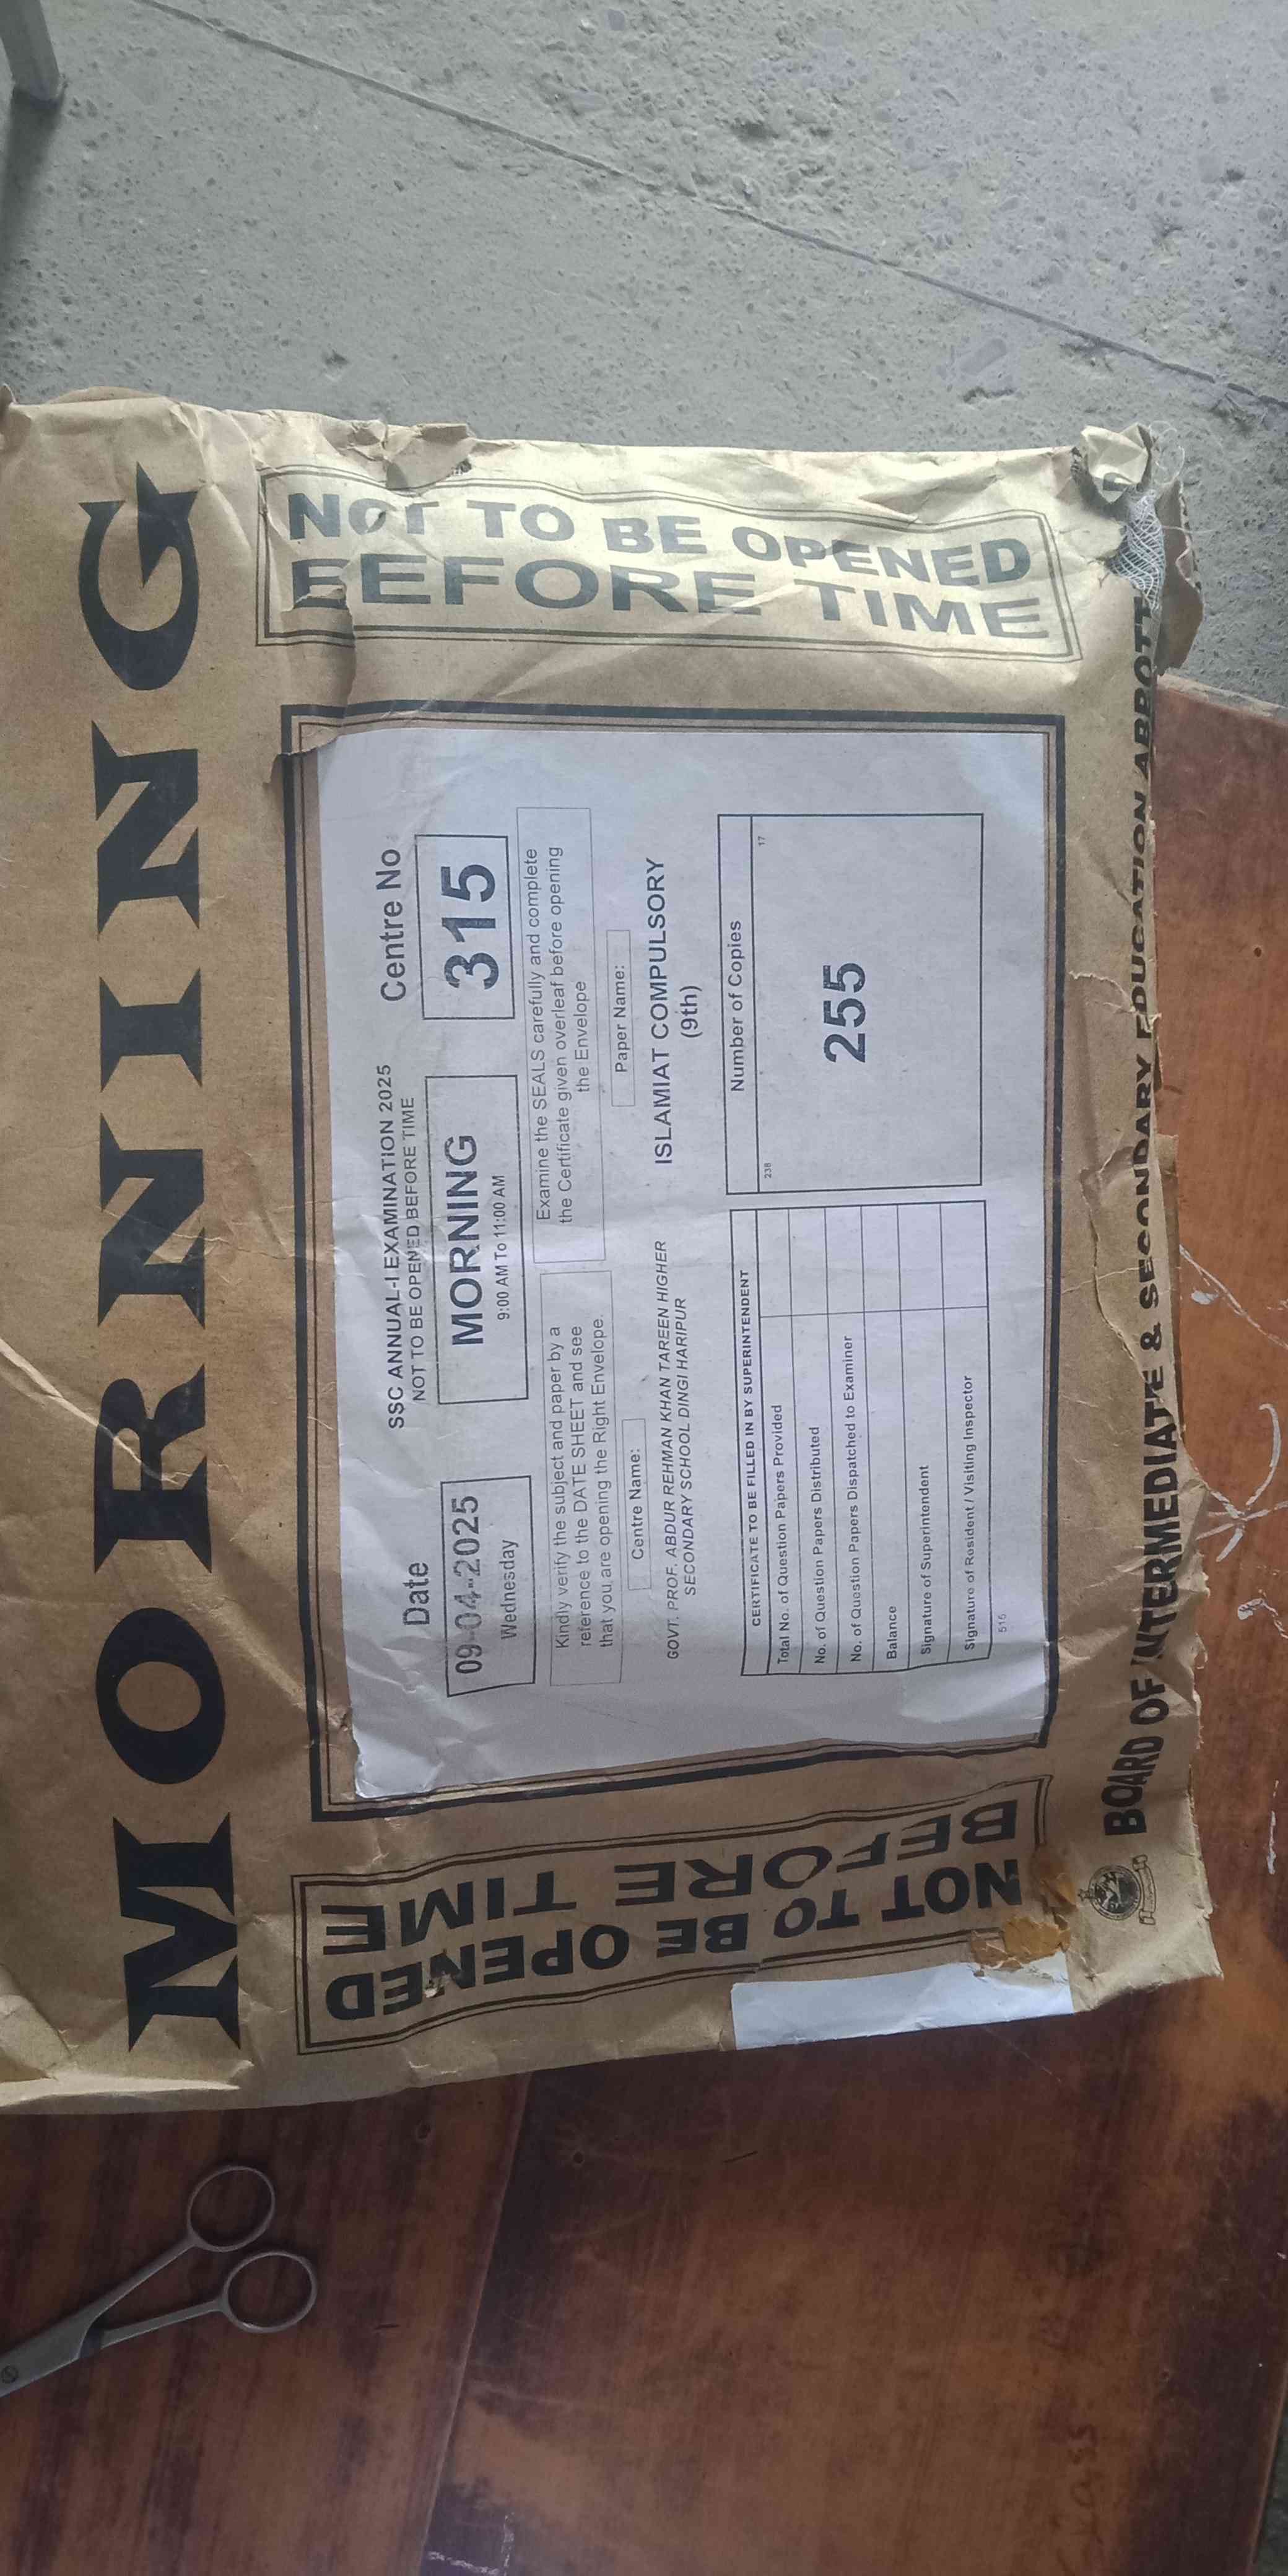 MORNING
NOT TO BE OPENED
BEFORE TIME
SSC ANNUAL-I EXAMINATION 2025
NOT TO BE OPENED BEFORE TIME
Date
09-04-2025
Wednesday
MORNING
9:00 AM To 11:00 AM
Centre No
315
Kindly verify the subject and paper by a
reference to the DATE SHEET and see
that you are opening the Right Envelope.
Examine the SEALS carefully and complete
the Certificate given overleaf before opening
the Envelope
Centre Name:
GOVT. PROF. ABDUR REHMAN KHAN TAREEN HIGHER
SECONDARY SCHOOL DINGI HARIPUR
Paper Name:
ISLAMIAT COMPULSORY
(9th)
CERTIFICATE TO BE FILLED IN BY SUPERINTENDENT
Total No. of Question Papers Provided
No. of Question Papers Distributed
No. of Question Papers Dispatched to Examiner
Balance
Signature of Superintendent
Signature of Resident / Visiting Inspector
515
Number of Copies
238
17
255
NOT TO BE OPENED
BEFORE TIME
BOARD OF INTERMEDIATE & SECONDARY EDUCATION ABBOTT